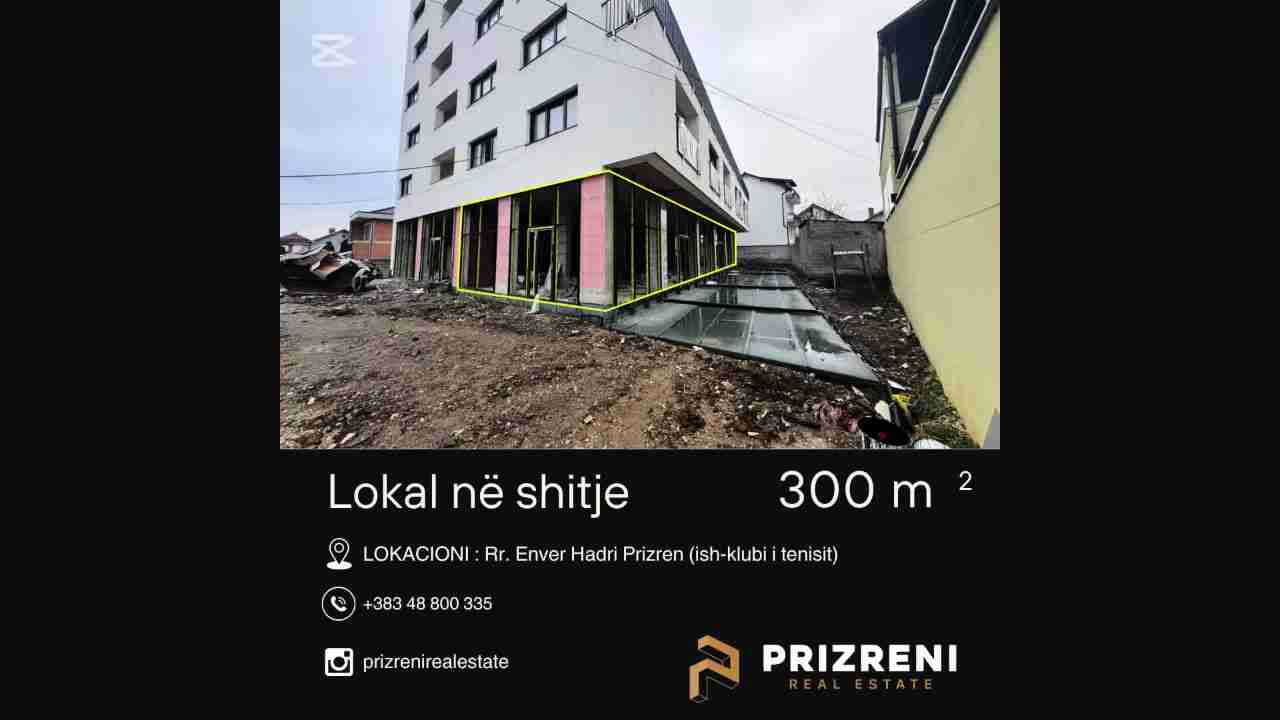 Lokal në shitje 300 m 2
LOKACIONI : Rr. Enver Hadri Prizren (ish-klubi i tenisit)
+383 48 800 335
prizrenirealestate
PRIZRENI
REAL ESTATE